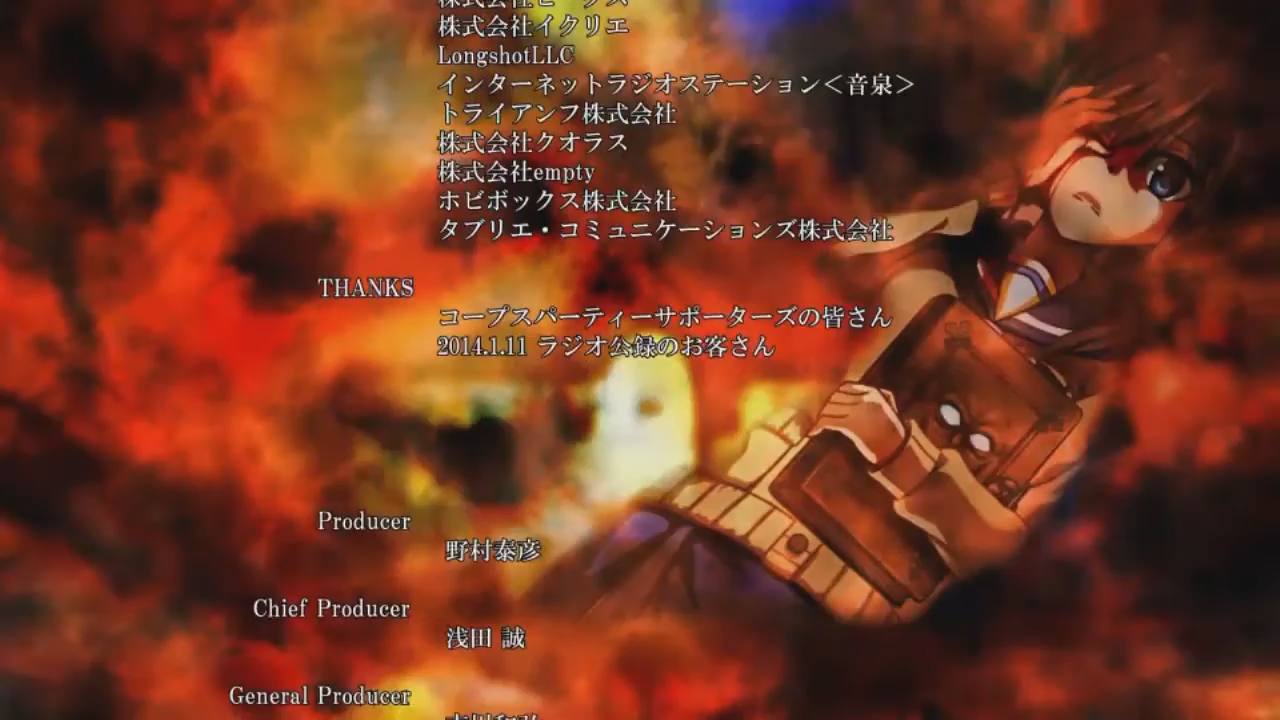 株式会社イクリエ
LongshotLLC
インターネットラジオステーション＜音泉＞
トライアンフ株式会社
株式会社クオラス
株式会社empty
ホビボックス株式会社
タブリエ・コミュニケーションズ株式会社
THANKS
コープスパーティーサポーターズの皆さん
2014.1.11 ラジオ公録のお客さん
Producer
野村泰彦
Chief Producer
浅田 誠
General Producer